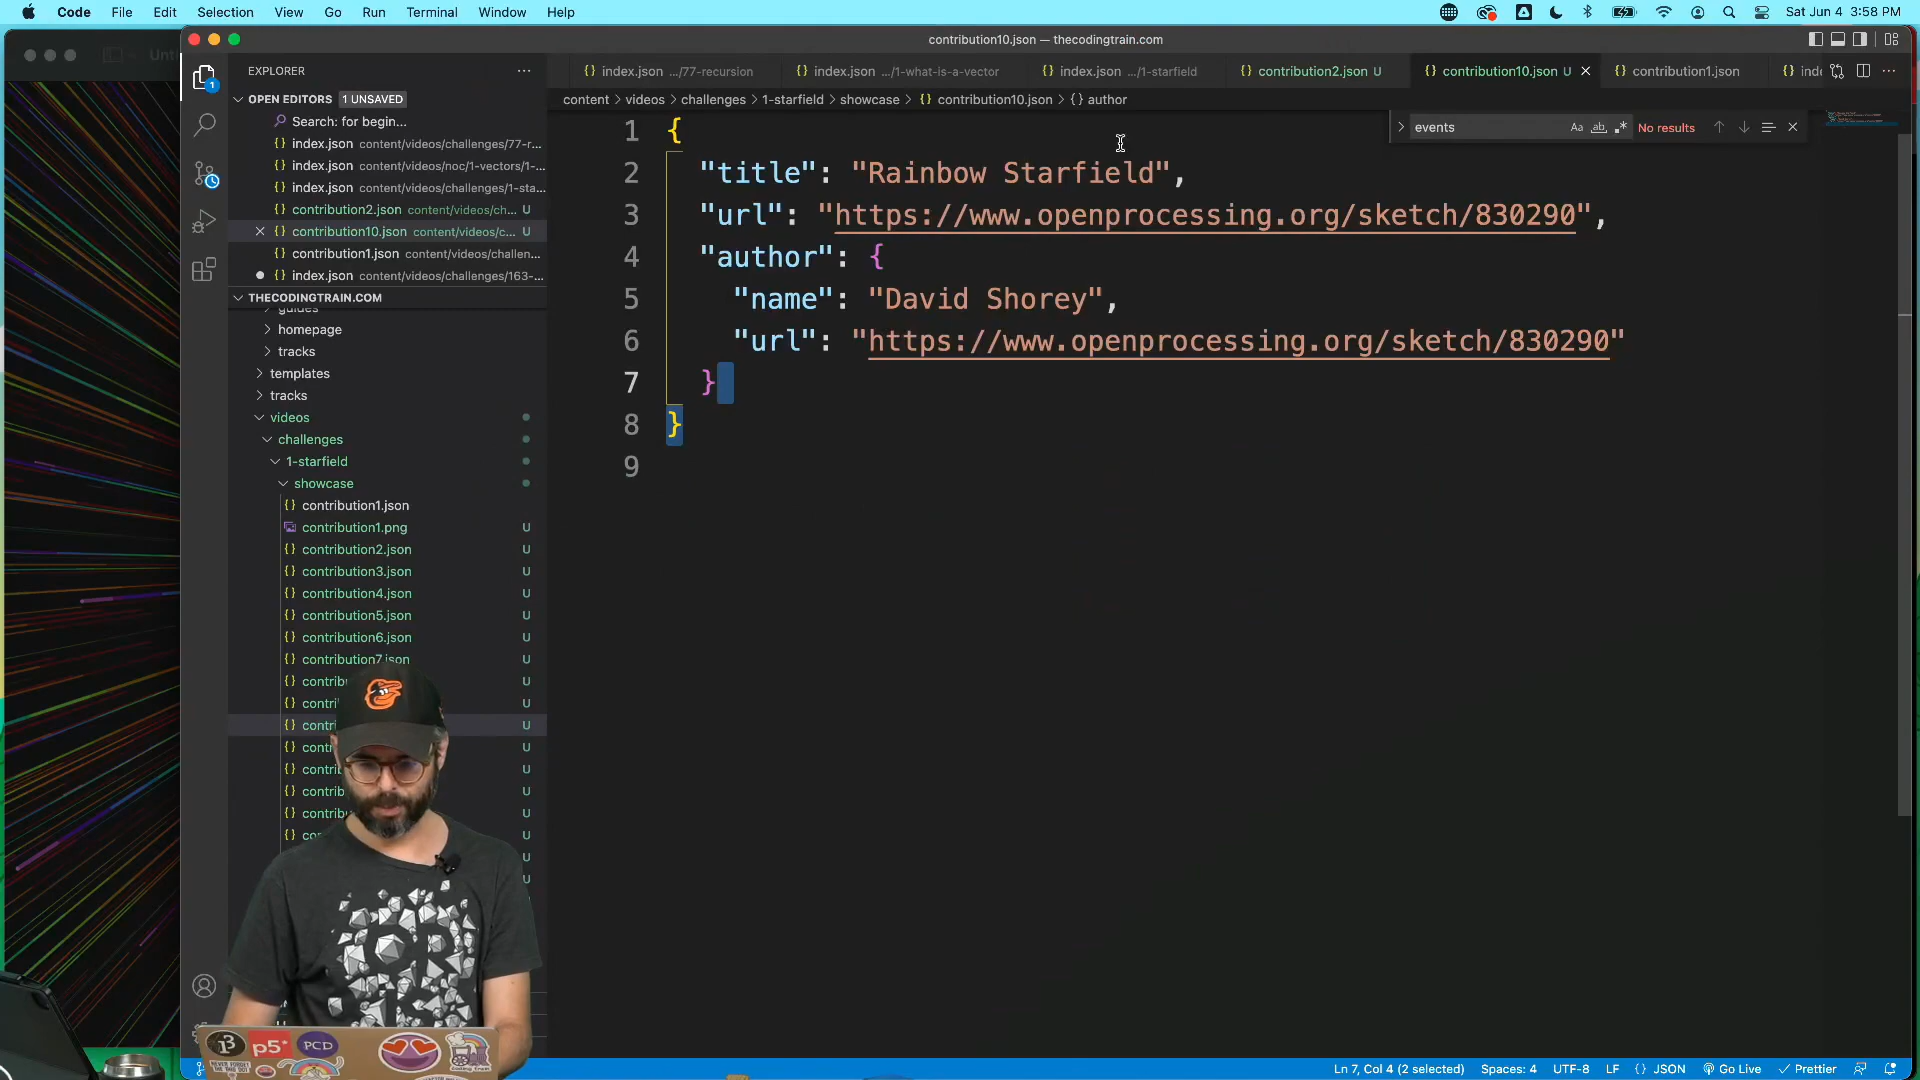 Code File Edit Selection View Go Run Terminal Window Help Sat Jun 4 3:58 PM
contribution10.json — thecodingtrain.com
EXPLORER
index.json .../77-recursion index.json .../1-what-is-a-vector index.json .../1-starfield contribution2.json U contribution10.json U contribution1.json
OPEN EDITORS 1 UNSAVED
content > videos > challenges > 1-starfield > showcase > {} contribution10.json > {} author
Search: for begin...
index.json content/videos/challenges/77-r...
index.json content/videos/noc/1-vectors/1-...
index.json content/videos/challenges/1-sta...
contribution2.json content/videos/ch... U
contribution10.json content/videos/c... U
contribution1.json content/videos/challen...
index.json content/videos/challenges/163-...
THECODINGTRAIN.COM
guides
homepage
tracks
templates
tracks
videos
challenges
1-starfield
showcase
contribution1.json
contribution1.png U
contribution2.json U
contribution3.json U
contribution4.json U
contribution5.json U
contribution6.json U
contribution7.json U
events Aa ab No results
1 {
2 "title": "Rainbow Starfield",
3 "url": "https://www.openprocessing.org/sketch/830290",
4 "author": {
5 "name": "David Shorey",
6 "url": "https://www.openprocessing.org/sketch/830290"
7 }
8 }
9
p5*
PCD
Ln 7, Col 4 (2 selected) Spaces: 4 UTF-8 LF {} JSON Go Live Prettier